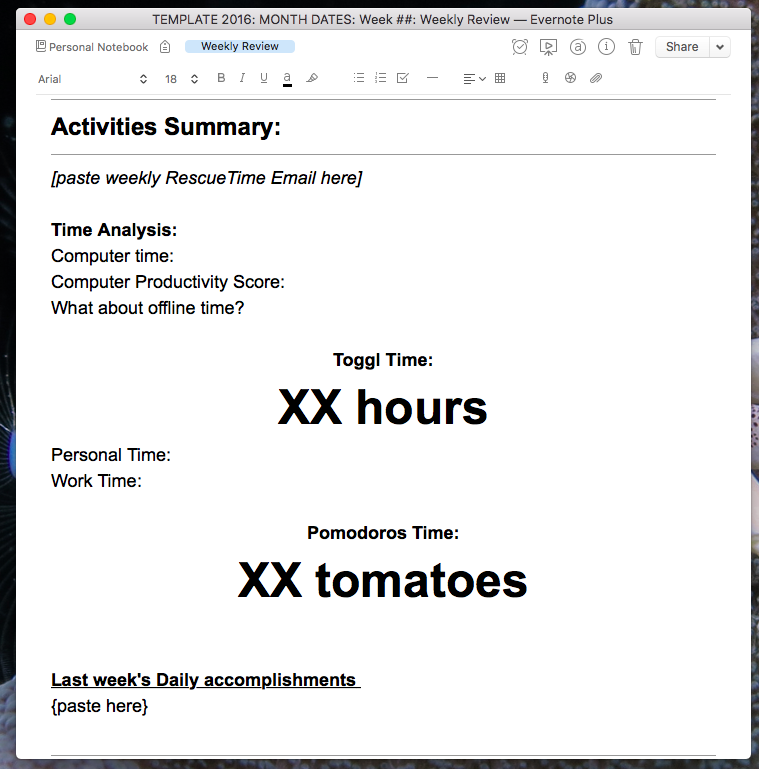 TEMPLATE 2016: MONTH DATES: Week ##: Weekly Review — Evernote Plus
Personal Notebook Weekly Review Share
Arial 18 B I U a
Activities Summary:
[paste weekly RescueTime Email here]
Time Analysis:
Computer time:
Computer Productivity Score:
What about offline time?
Toggl Time:
XX hours
Personal Time:
Work Time:
Pomodoros Time:
XX tomatoes
Last week's Daily accomplishments
{paste here}